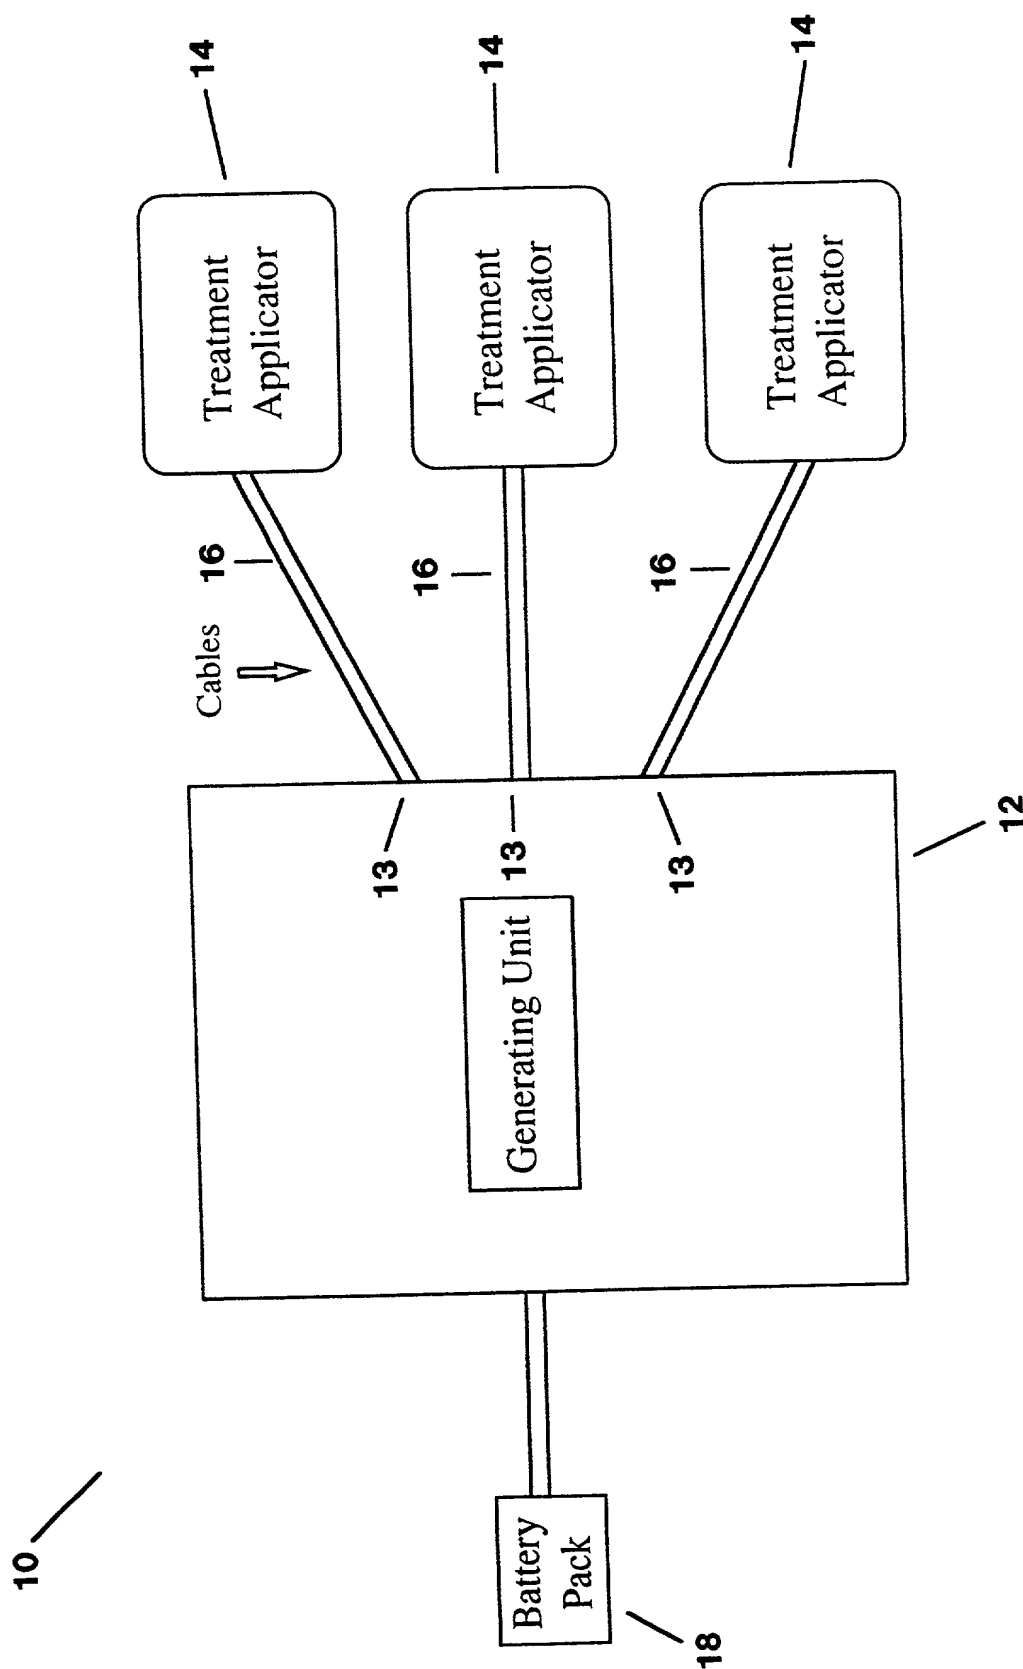 10
Battery
Pack
18
Generating Unit
12
13
13
13
Cables
16
16
16
Treatment
Applicator
14
Treatment
Applicator
14
Treatment
Applicator
14